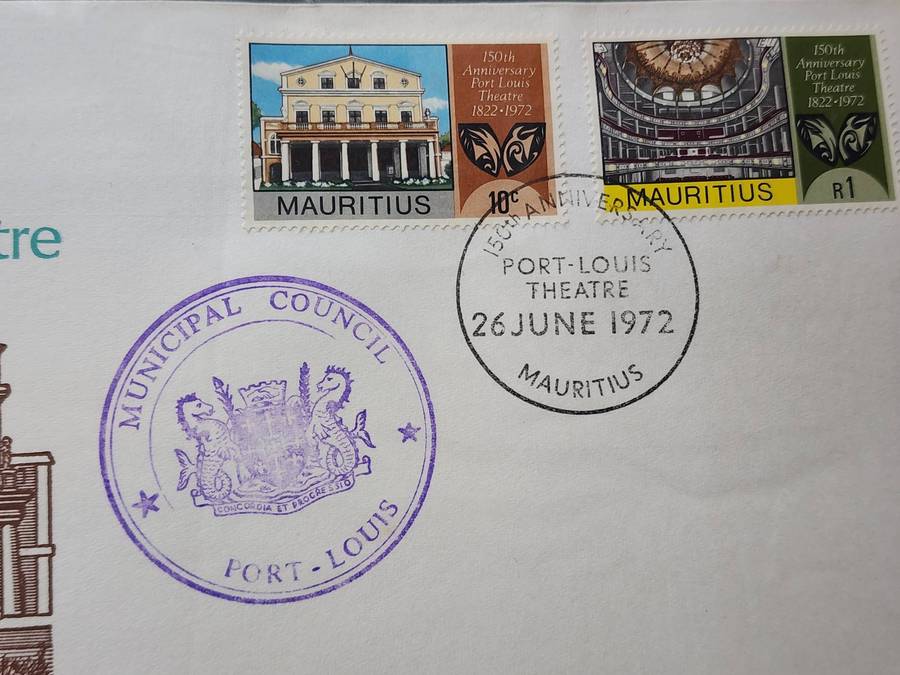 150th
Anniversary
Port Louis
Theatre
1822·1972
MAURITIUS
10c
150th
Anniversary
Port Louis
Theatre
1822·1972
MAURITIUS
R1
150th ANNIVERSARY
PORT-LOUIS
THEATRE
26 JUNE 1972
MAURITIUS
tre
MUNICIPAL COUNCIL
CONCORDIA ET PROGRESSIO
PORT-LOUIS